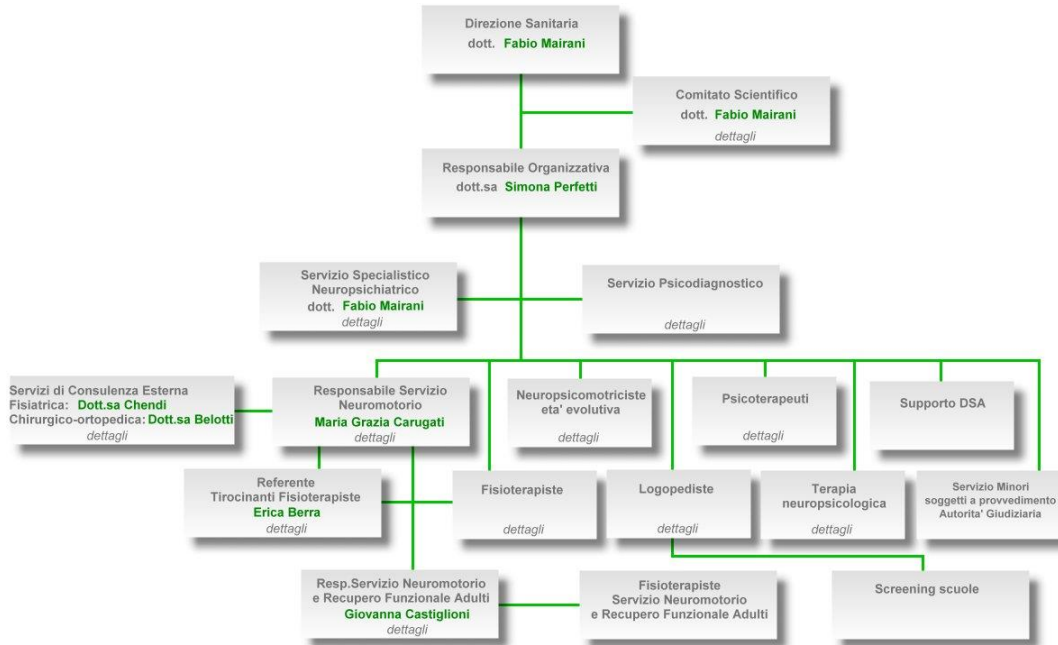 Direzione Sanitaria
dott. Fabio Mairani
Comitato Scientifico
dott. Fabio Mairani
dettagli
Responsabile Organizzativa
dott.sa Simona Perfetti
Servizio Specialistico
Neuropsichiatrico
dott. Fabio Mairani
dettagli
Servizio Psicodiagnostico
dettagli
Servizi di Consulenza Esterna
Fisiatrica: Dott.sa Chendi
Chirurgico-ortopedica: Dott.sa Belotti
dettagli
Responsabile Servizio
Neuromotorio
Maria Grazia Carugati
dettagli
Neuropsicomotriciste
eta' evolutiva
dettagli
Psicoterapeuti
dettagli
Supporto DSA
Referente
Tirocinanti Fisioterapiste
Erica Berra
dettagli
Fisioterapiste
dettagli
Logopediste
dettagli
Terapia
neuropsicologica
dettagli
Servizio Minori
soggetti a provvedimento
Autorita' Giudiziaria
Resp.Servizio Neuromotorio
e Recupero Funzionale Adulti
Giovanna Castiglioni
dettagli
Fisioterapiste
Servizio Neuromotorio
e Recupero Funzionale Adulti
Screening scuole